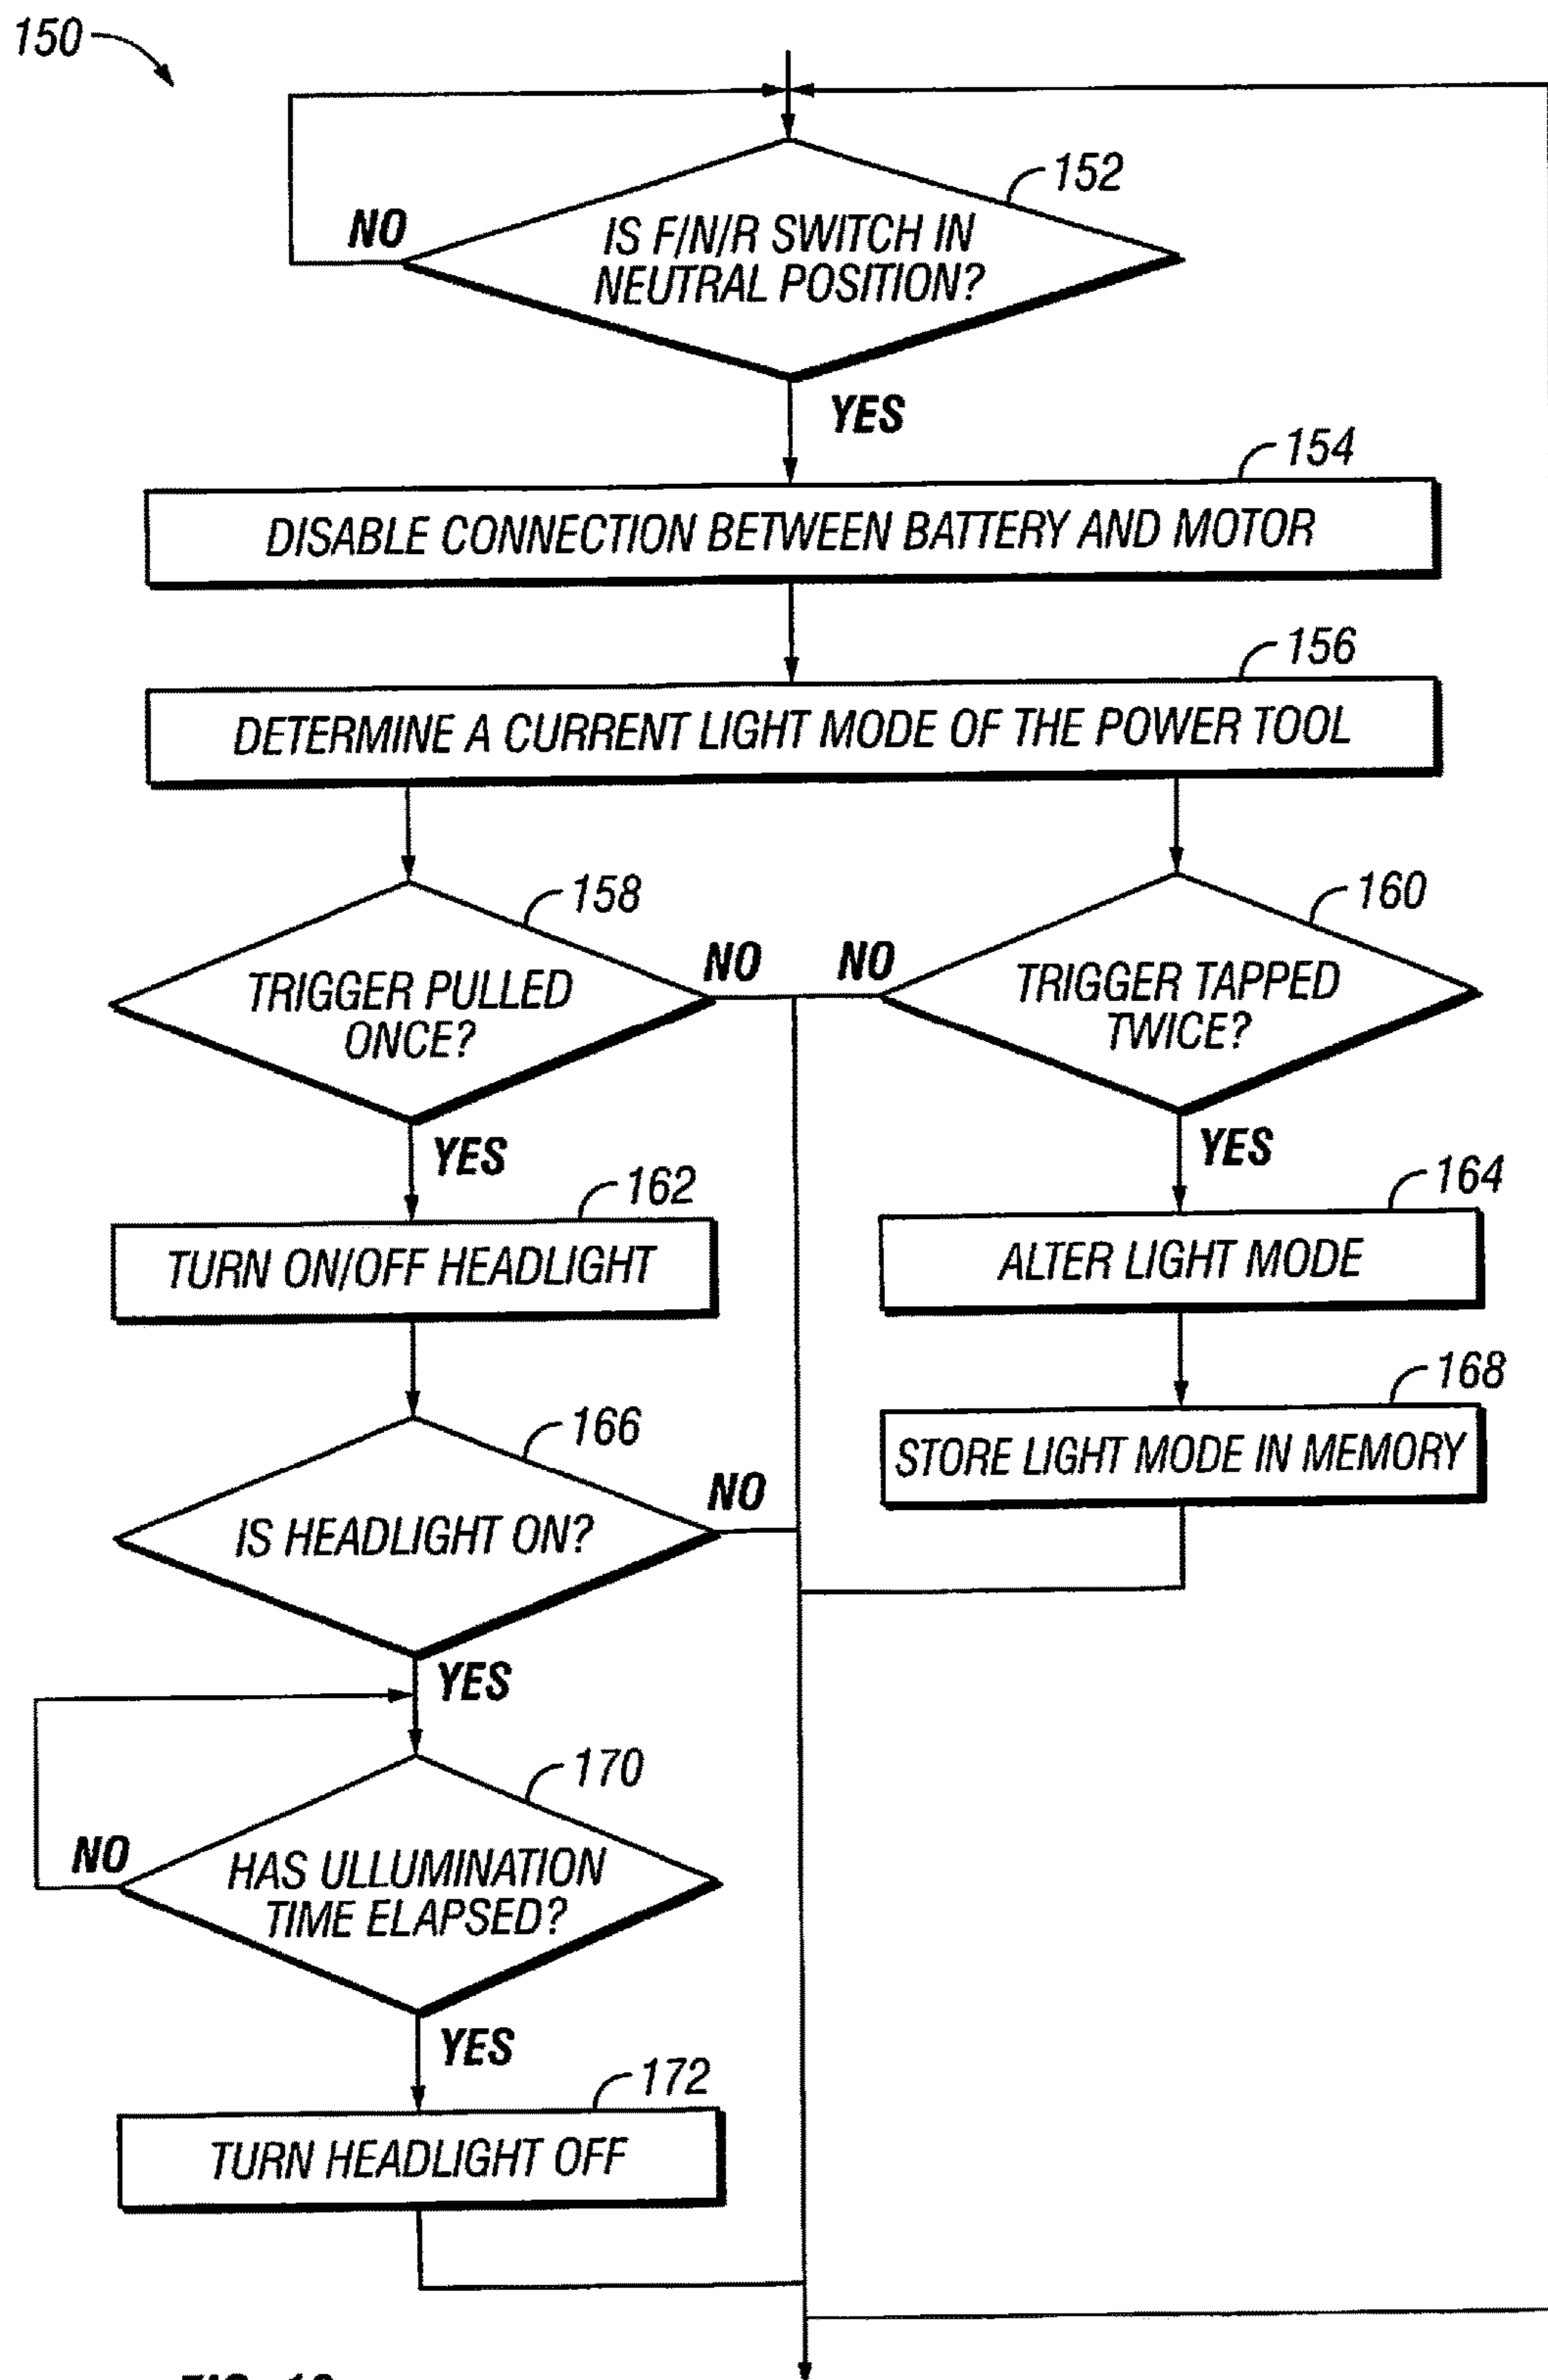 150
152
IS F/N/R SWITCH IN
NEUTRAL POSITION?
NO
YES
154
DISABLE CONNECTION BETWEEN BATTERY AND MOTOR
156
DETERMINE A CURRENT LIGHT MODE OF THE POWER TOOL
158
TRIGGER PULLED
ONCE?
NO
NO
160
TRIGGER TAPPED
TWICE?
YES
YES
162
TURN ON/OFF HEADLIGHT
164
ALTER LIGHT MODE
166
IS HEADLIGHT ON?
NO
168
STORE LIGHT MODE IN MEMORY
YES
170
HAS ULLUMINATION
TIME ELAPSED?
NO
YES
172
TURN HEADLIGHT OFF